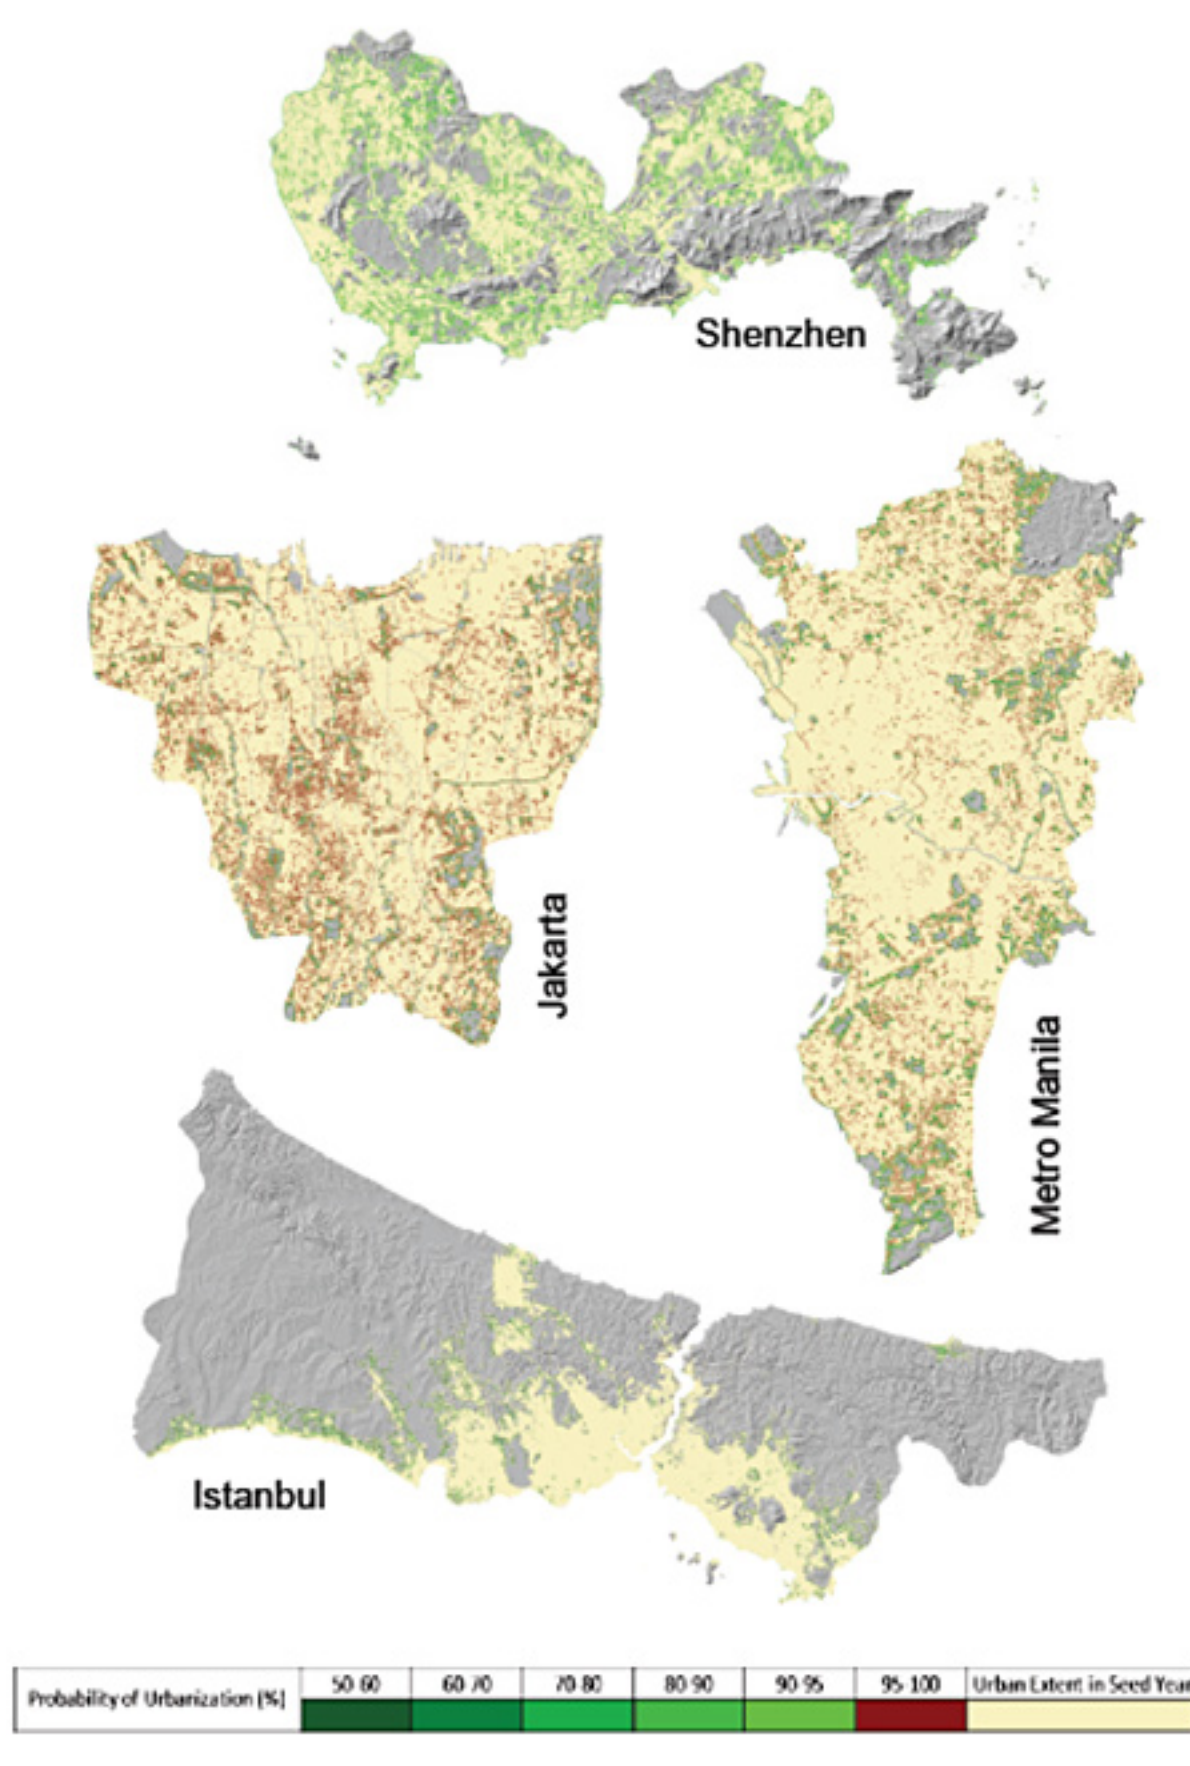 Shenzhen
Jakarta
Metro Manila
Istanbul
Probability of Urbanization (%) 50-60 60-70 70-80 80-90 90-95 95-100 Urban Extent in Seed Year